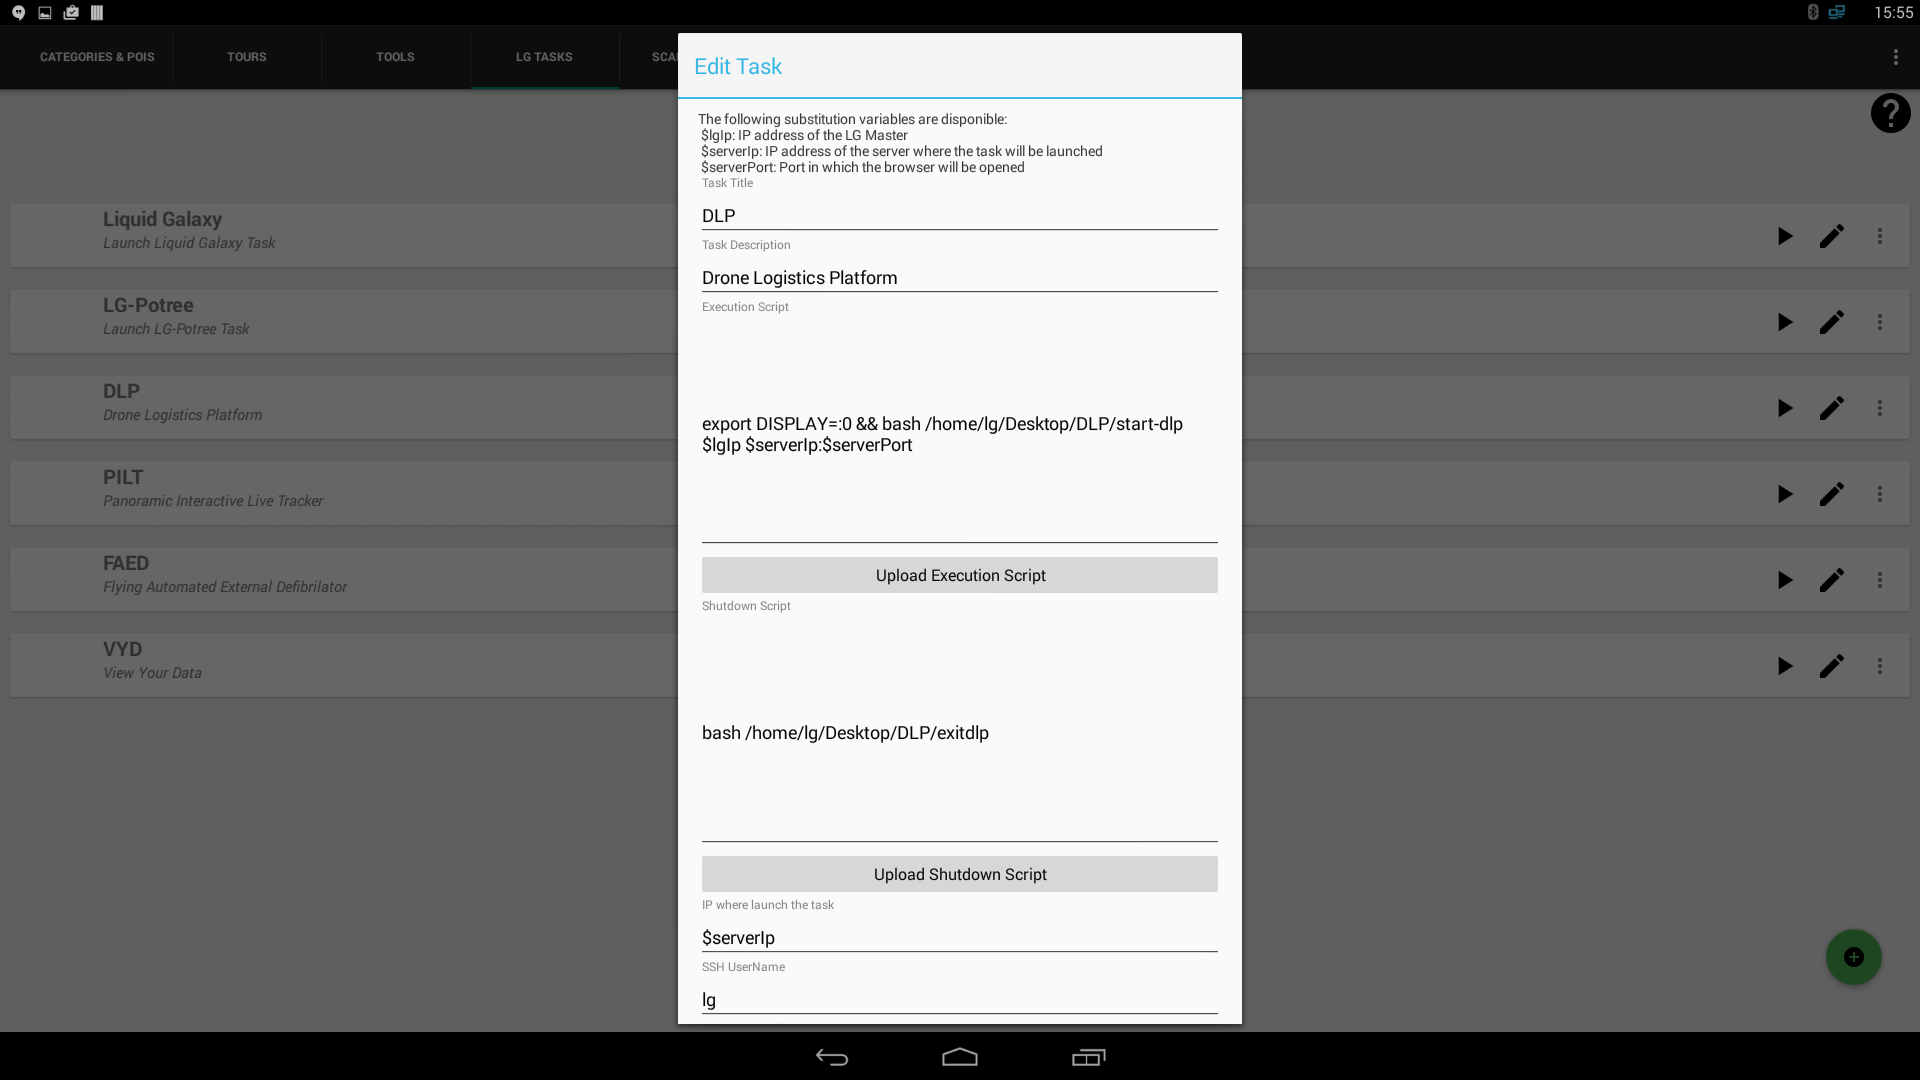 15:55
CATEGORIES & POIS
TOURS
TOOLS
LG TASKS
Edit Task
The following substitution variables are disponible:
$lgIp: IP address of the LG Master
$serverIp: IP address of the server where the task will be launched
$serverPort: Port in which the browser will be opened
Task Title
DLP
Task Description
Drone Logistics Platform
Execution Script
export DISPLAY=:0 && bash /home/lg/Desktop/DLP/start-dlp
$lgIp $serverIp:$serverPort
Upload Execution Script
Shutdown Script
bash /home/lg/Desktop/DLP/exitdlp
Upload Shutdown Script
IP where launch the task
$serverIp
SSH UserName
lg
Liquid Galaxy
Launch Liquid Galaxy Task
LG-Potree
Launch LG-Potree Task
DLP
Drone Logistics Platform
PILT
Panoramic Interactive Live Tracker
FAED
Flying Automated External Defibrilator
VYD
View Your Data